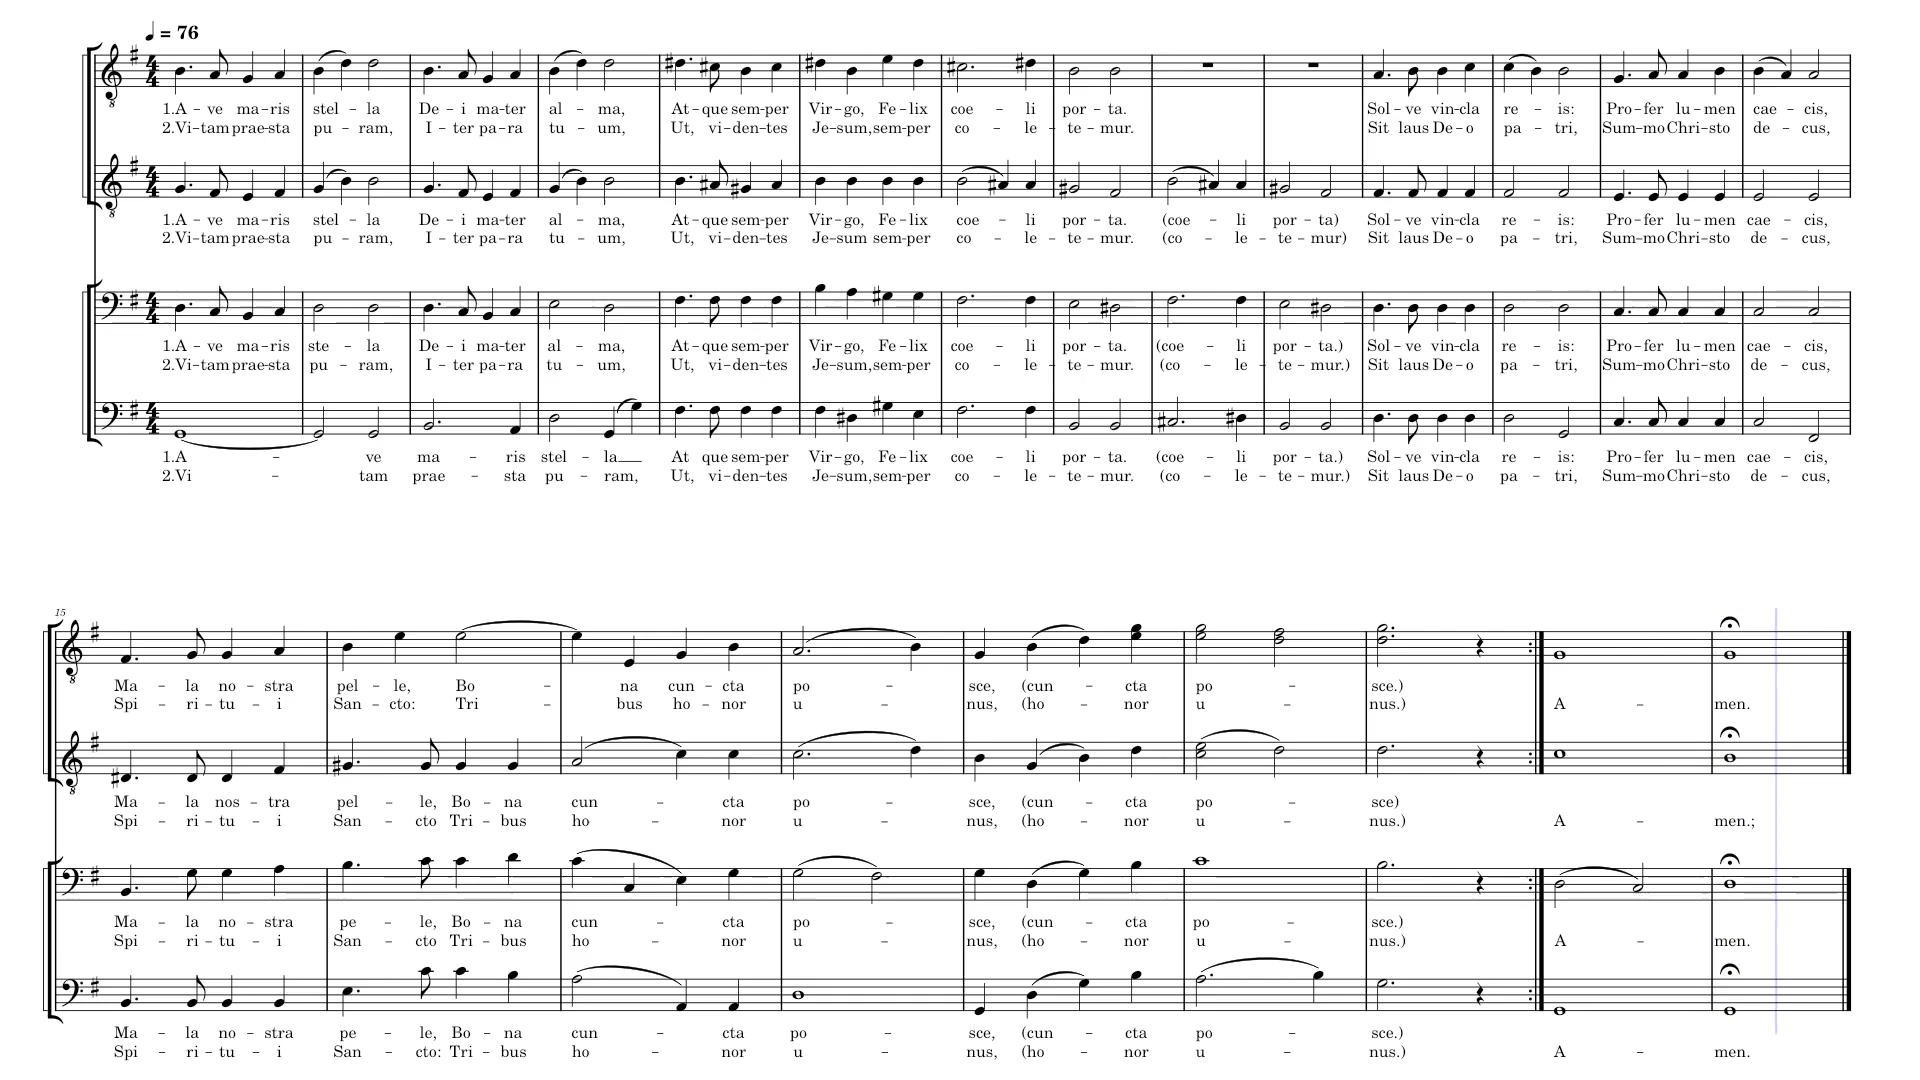 = 76
1.A – ve ma – ris stel – la De – i ma-ter al – ma, At – que sem-per Vir – go, Fe – lix coe – li por – ta. Sol – ve vin-cla re – is: Pro – fer lu – men cae – cis,
2.Vi – tam prae-sta pu – ram, I – ter pa – ra tu – um, Ut, vi – den – tes Je – sum, sem-per co – le – te – mur. Sit laus De – o pa – tri, Sum – mo Chri – sto de – cus,
1.A – ve ma – ris stel – la De – i ma-ter al – ma, At – que sem-per Vir – go, Fe – lix coe – li por – ta. (coe – li por – ta) Sol – ve vin-cla re – is: Pro – fer lu – men cae – cis,
2.Vi – tam prae-sta pu – ram, I – ter pa – ra tu – um, Ut, vi – den – tes Je – sum sem-per co – le – te – mur. (co – le – te – mur) Sit laus De – o pa – tri, Sum – mo Chri – sto de – cus,
1.A – ve ma – ris ste – la De – i ma-ter al – ma, At – que sem-per Vir – go, Fe – lix coe – li por – ta. (coe – li por – ta.) Sol – ve vin-cla re – is: Pro – fer lu – men cae – cis,
2.Vi – tam prae-sta pu – ram, I – ter pa – ra tu – um, Ut, vi – den – tes Je – sum, sem-per co – le – te – mur. (co – le – te – mur.) Sit laus De – o pa – tri, Sum – mo Chri – sto de – cus,
1.A – ve ma – ris stel – la At que sem-per Vir – go, Fe – lix coe – li por – ta. (coe – li por – ta.) Sol – ve vin-cla re – is: Pro – fer lu – men cae – cis,
2.Vi – tam prae – sta pu – ram, Ut, vi – den – tes Je – sum, sem-per co – le – te – mur. (co – le – te – mur.) Sit laus De – o pa – tri, Sum – mo Chri – sto de – cus,
15
Ma – la no – stra pel – le, Bo – na cun – cta po – sce, (cun – cta po – sce.)
Spi – ri – tu – i San – cto: Tri – bus ho – nor u – nus, (ho – nor u – nus.) A – men.
Ma – la nos – tra pel – le, Bo – na cun – cta po – sce, (cun – cta po – sce)
Spi – ri – tu – i San – cto Tri – bus ho – nor u – nus, (ho – nor u – nus.) A – men.;
Ma – la no – stra pe – le, Bo – na cun – cta po – sce, (cun – cta po – sce.)
Spi – ri – tu – i San – cto Tri – bus ho – nor u – nus, (ho – nor u – nus.) A – men.
Ma – la no – stra pe – le, Bo – na cun – cta po – sce, (cun – cta po – sce.)
Spi – ri – tu – i San – cto: Tri – bus ho – nor u – nus, (ho – nor u – nus.) A – men.